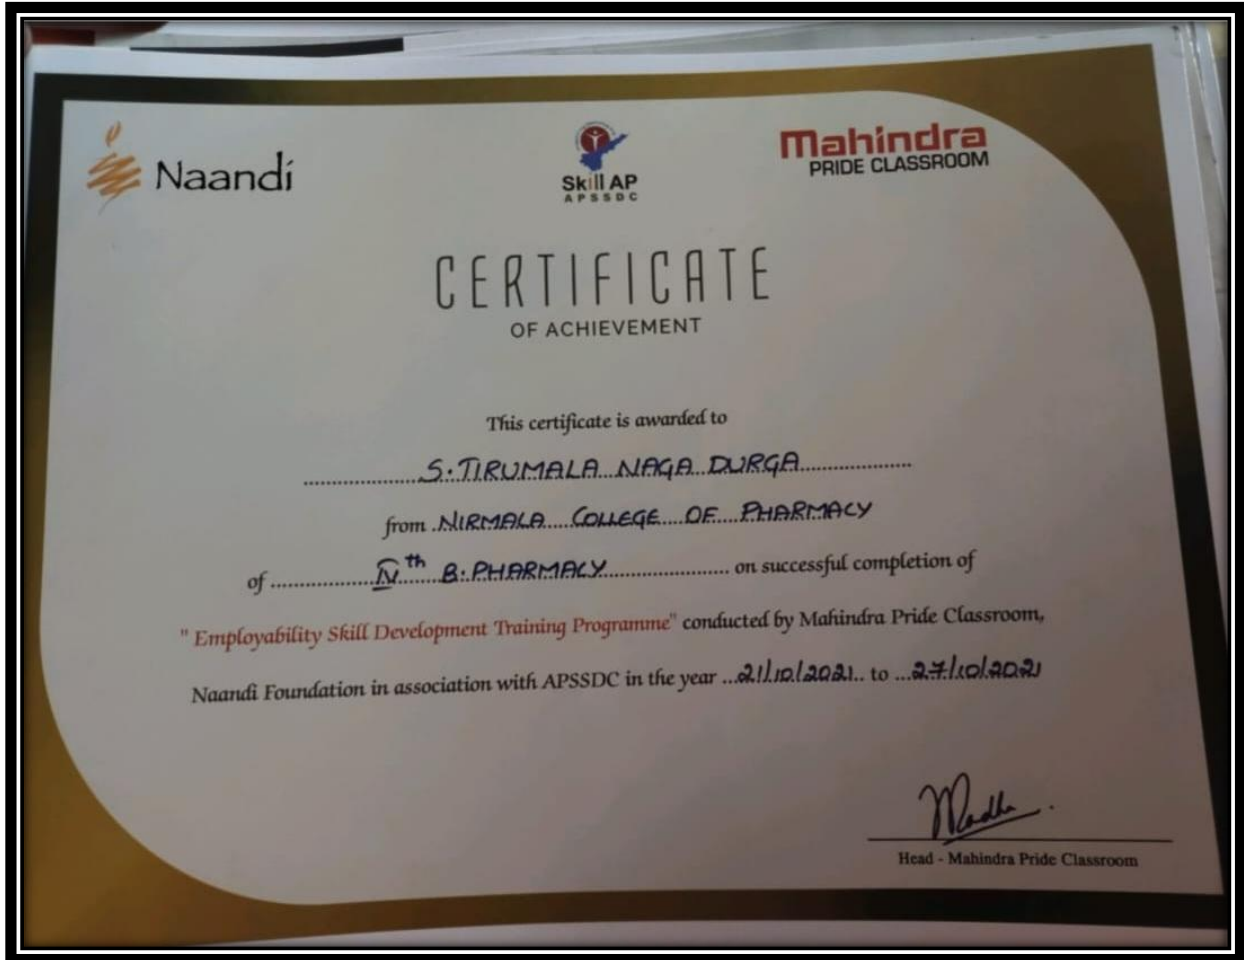 Naandi
Skill AP
APSSDC
Mahindra
PRIDE CLASSROOM
CERTIFICATE
OF ACHIEVEMENT
This certificate is awarded to
S. TIRUMALA NAGA DURGA
from NIRMALA COLLEGE OF PHARMACY
of IVth B. PHARMACY on successful completion of
" Employability Skill Development Training Programme" conducted by Mahindra Pride Classroom,
Naandi Foundation in association with APSSDC in the year 21/10/2021 to 27/10/2021
Head - Mahindra Pride Classroom